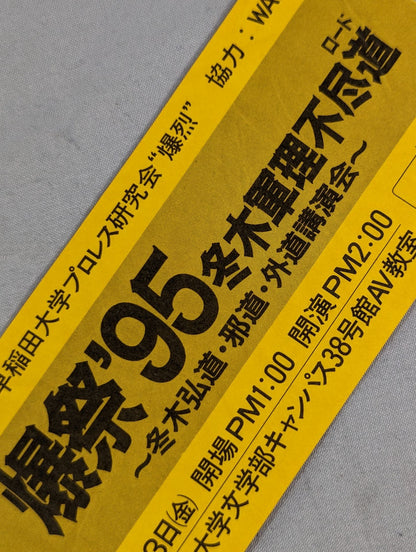 早稲田大学プロレス研究会“爆烈” 協力：WA
爆祭'95冬木軍理不尽道
ロード
～冬木弘道・邪道・外道講演会～
3日(金) 開場PM1:00 開演PM2:00
大学文学部キャンパス38号館AV教室